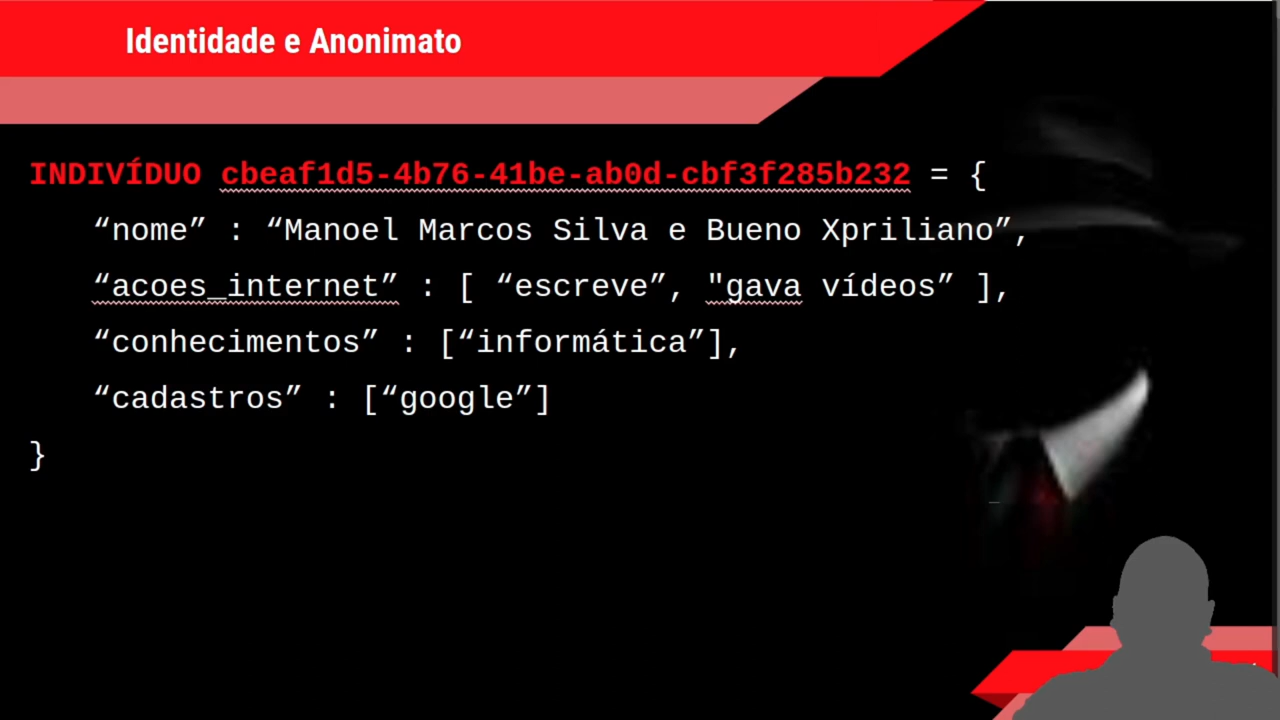 Identidade e Anonimato
INDIVÍDUO cbeaf1d5-4b76-41be-ab0d-cbf3f285b232 = {
“nome” : “Manoel Marcos Silva e Bueno Xpriliano”,
“acoes_internet” : [ “escreve”, "gava vídeos” ],
“conhecimentos” : [“informática”],
“cadastros” : [“google”]
}